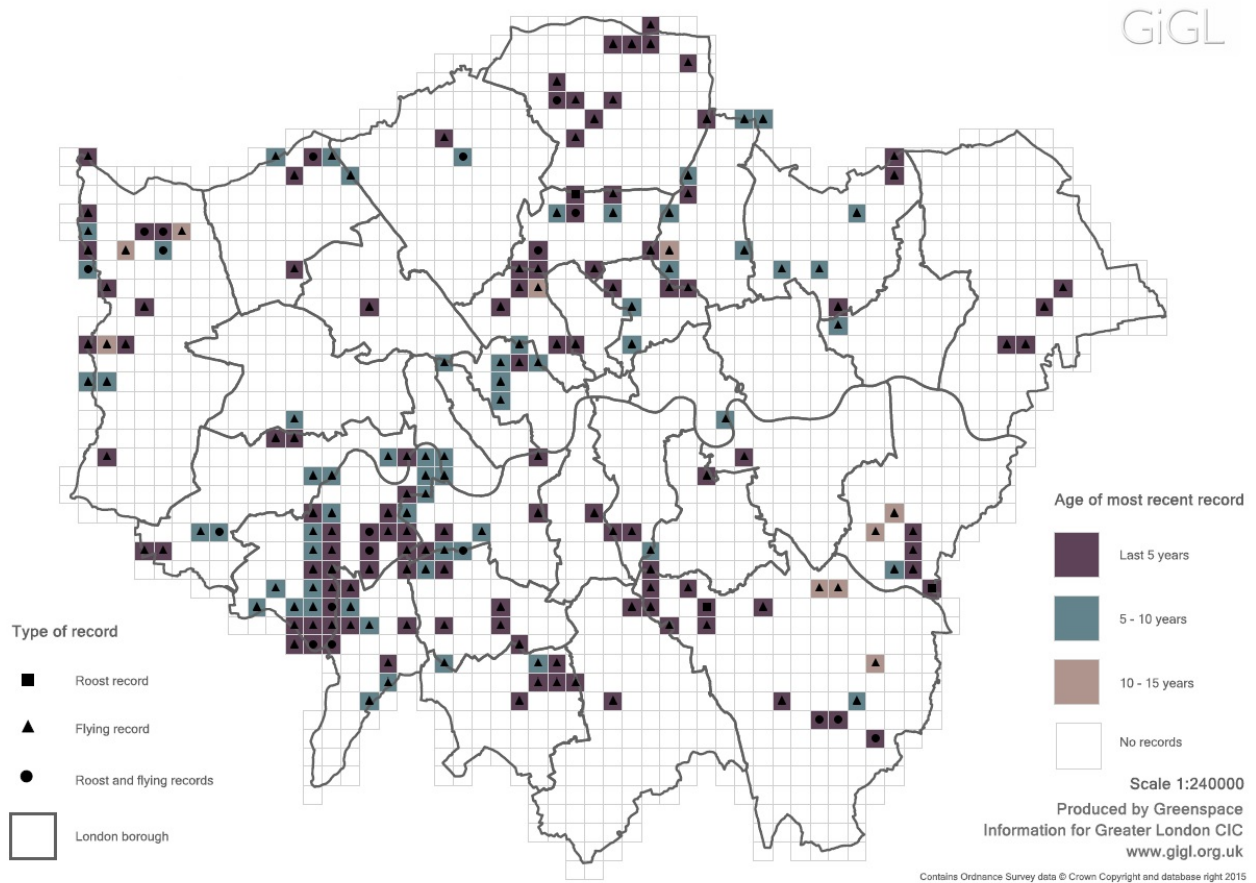 GiGL
Age of most recent record
Last 5 years
5 - 10 years
10 - 15 years
No records
Type of record
Roost record
Flying record
Roost and flying records
London borough
Scale 1:240000
Produced by Greenspace
Information for Greater London CIC
www.gigl.org.uk
Contains Ordnance Survey data © Crown Copyright and database right 2015